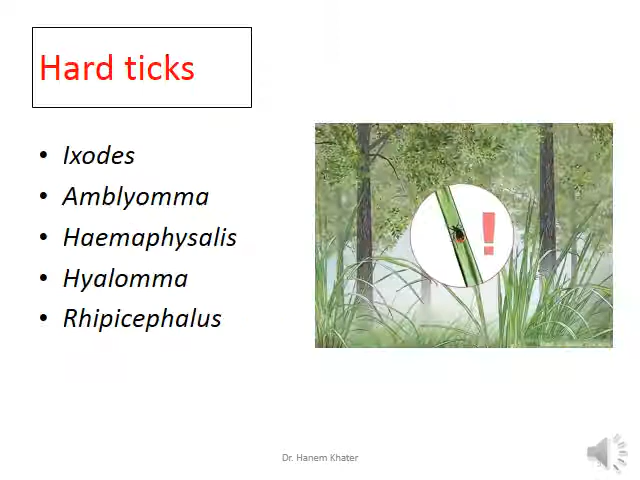 Hard ticks
• Ixodes
• Amblyomma
• Haemaphysalis
• Hyalomma
• Rhipicephalus
!
Dr. Hanem Khater